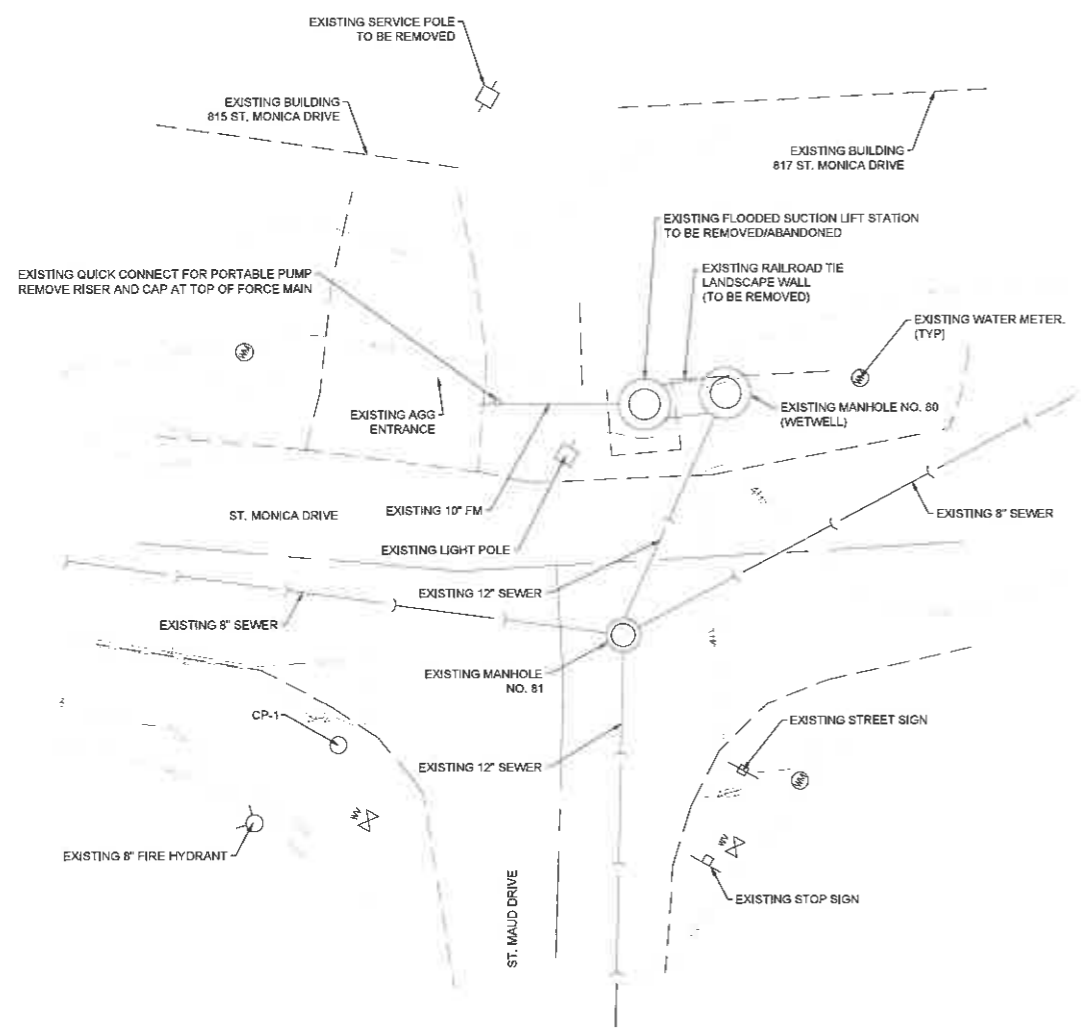 EXISTING SERVICE POLE
TO BE REMOVED
EXISTING BUILDING
815 ST. MONICA DRIVE
EXISTING BUILDING
817 ST. MONICA DRIVE
EXISTING FLOODED SUCTION LIFT STATION
TO BE REMOVED/ABANDONED
EXISTING QUICK CONNECT FOR PORTABLE PUMP
REMOVE RISER AND CAP AT TOP OF FORCE MAIN
EXISTING RAILROAD TIE
LANDSCAPE WALL
(TO BE REMOVED)
EXISTING WATER METER.
(TYP)
WM
WM
EXISTING AGG
ENTRANCE
EXISTING MANHOLE NO. 80
(WETWELL)
ST. MONICA DRIVE
EXISTING 10" FM
EXISTING 8" SEWER
EXISTING LIGHT POLE
EXISTING 12" SEWER
EXISTING 8" SEWER
EXISTING MANHOLE
NO. 81
CP-1
EXISTING STREET SIGN
EXISTING 12" SEWER
WM
WV
WV
EXISTING 8" FIRE HYDRANT
EXISTING STOP SIGN
ST. MAUD DRIVE